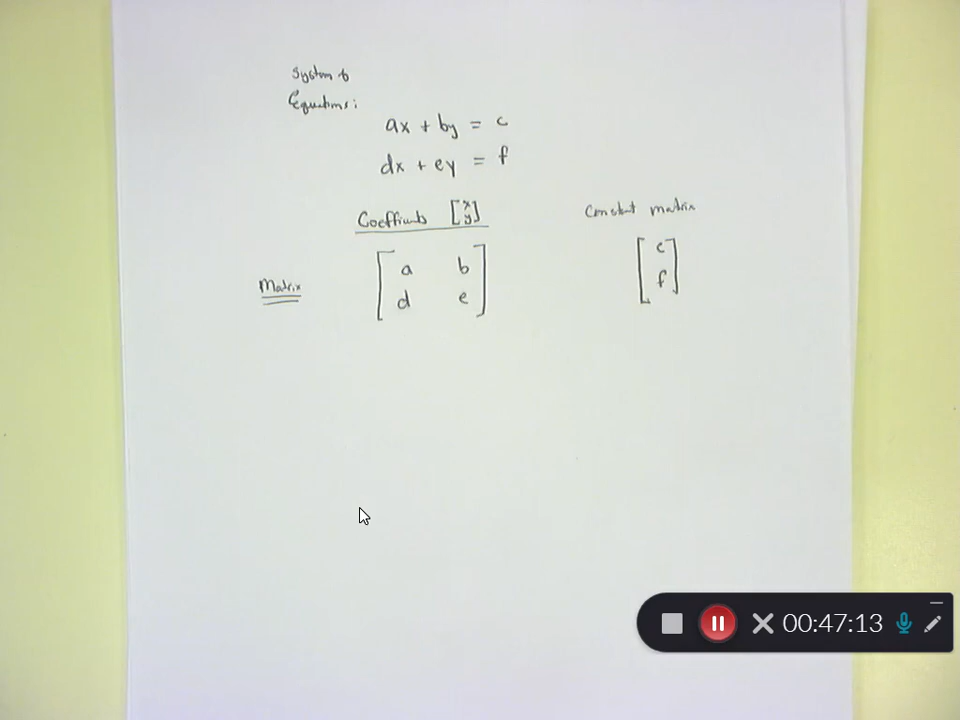 System of
Equations:
ax + by = c
dx + ey = f
Coefficients [x y]
Constant matrix
Matrix
[a b
d e]
[c
f]
00:47:13